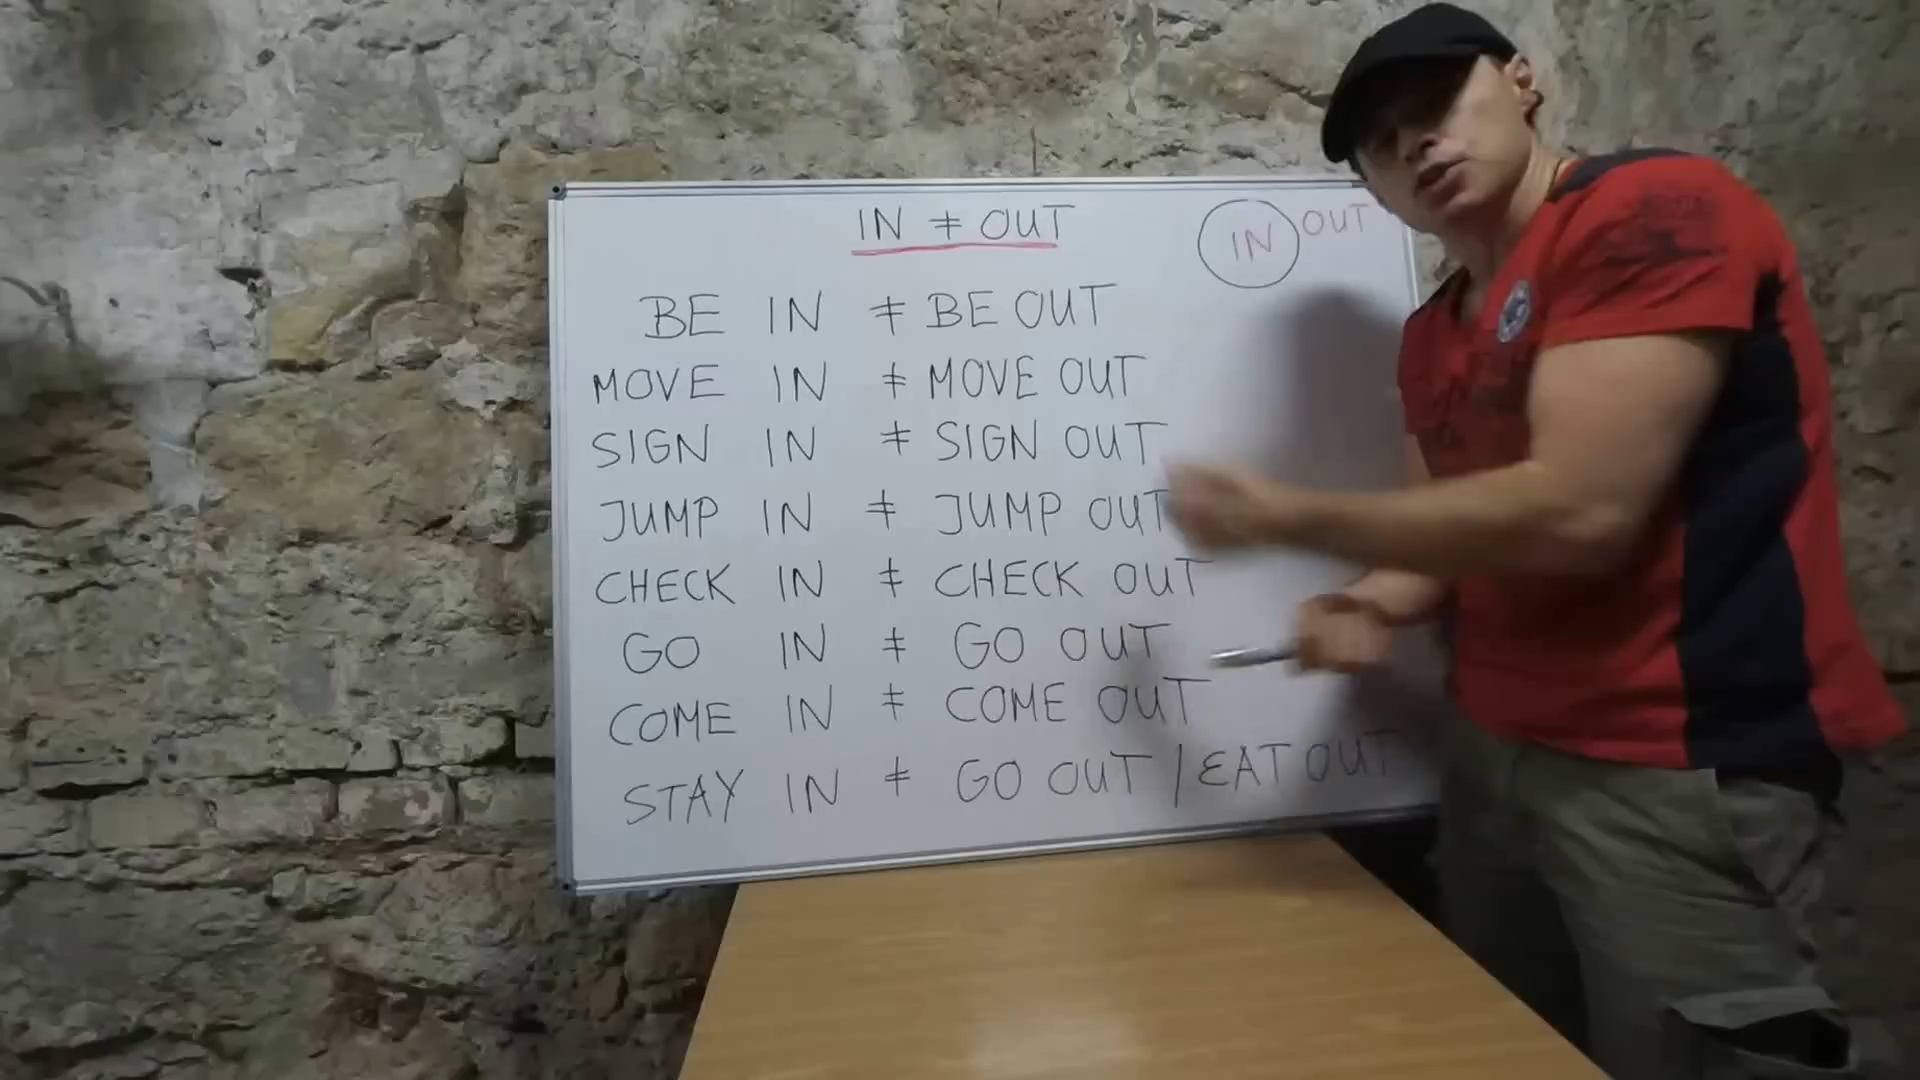 IN ≠ OUT
IN OUT
BE IN ≠ BE OUT
MOVE IN ≠ MOVE OUT
SIGN IN ≠ SIGN OUT
JUMP IN ≠ JUMP OUT
CHECK IN ≠ CHECK OUT
GO IN ≠ GO OUT
COME IN ≠ COME OUT
STAY IN ≠ GO OUT / EAT OUT